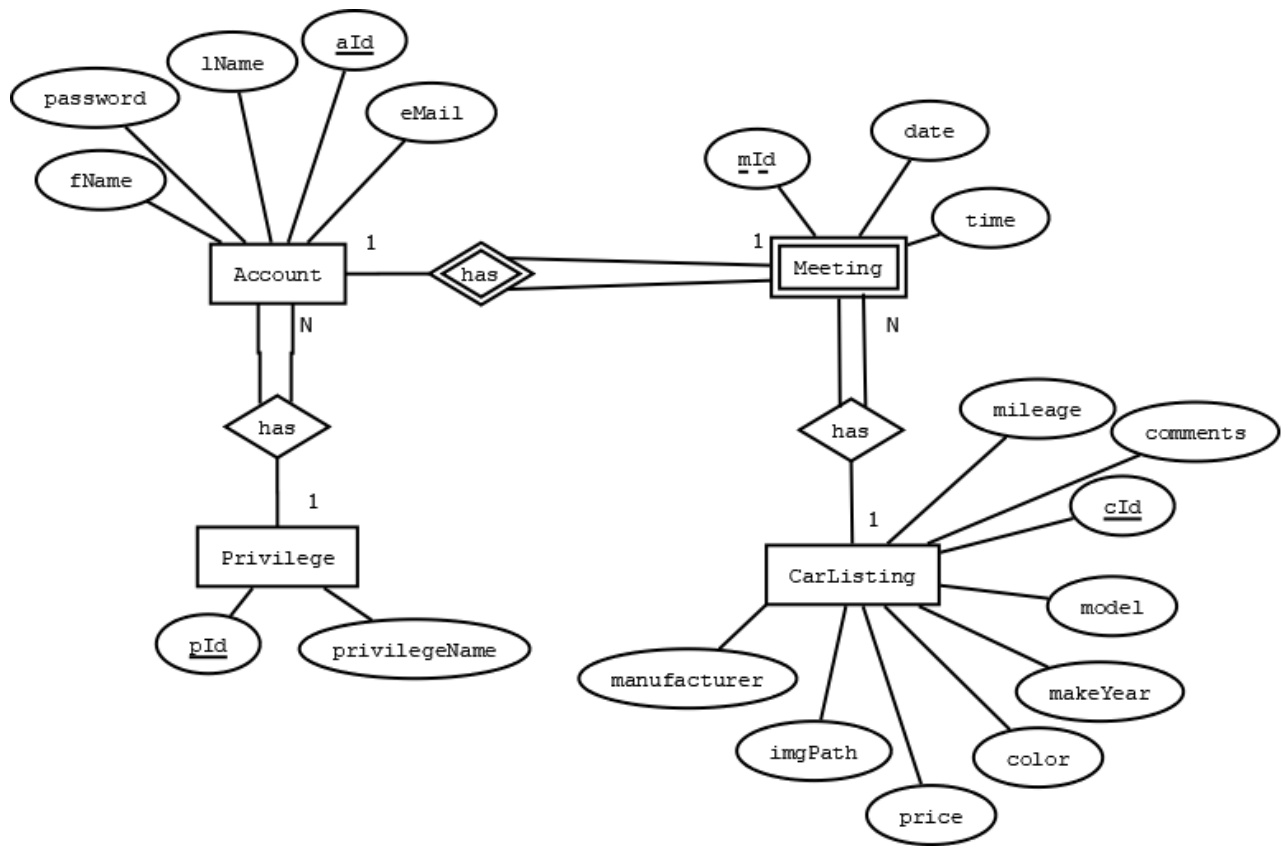 aId
lName
eMail
password
fName
date
mId
time
1
1
Account
has
Meeting
N
N
mileage
comments
has
has
cId
1
1
Privilege
CarListing
model
pId
privilegeName
manufacturer
makeYear
imgPath
color
price